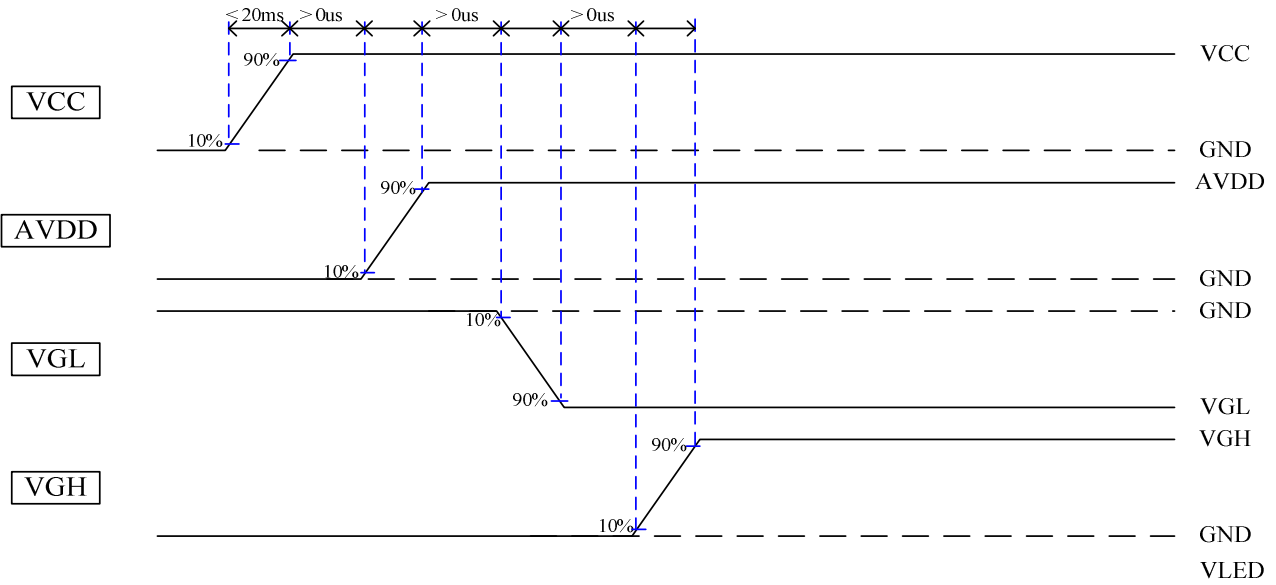 <20ms >0us >0us >0us
90% VCC
VCC
10% GND
90% AVDD
AVDD
10% GND
GND
10%
VGL
90% VGL
VGH
90%
VGH
10% GND
VLED